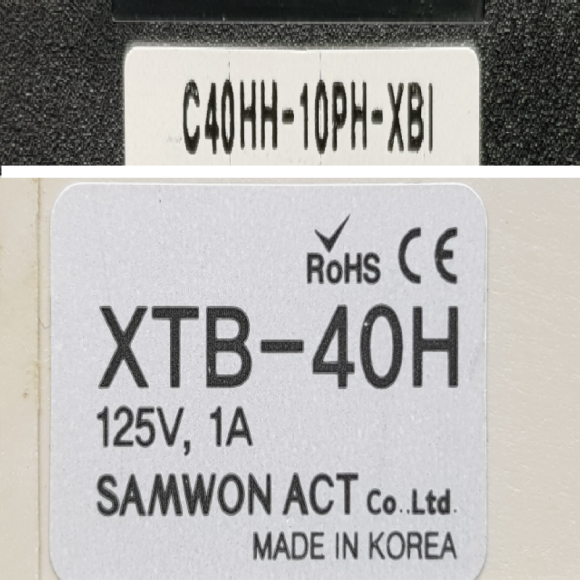 C40HH-10PH-XBI
RoHS CE
XTB-40H
125V, 1A
SAMWON ACT Co.,Ltd.
MADE IN KOREA